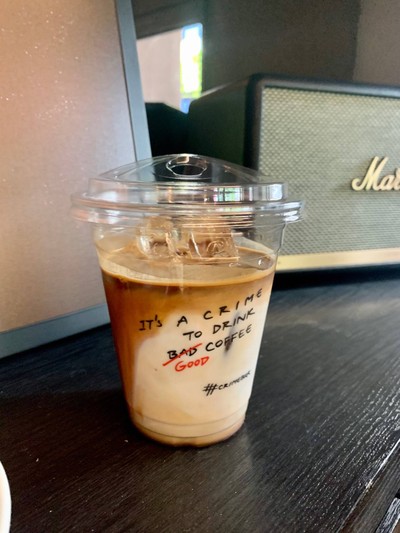 IT'S A CRIME
TO DRINK
BAD COFFEE
GOOD